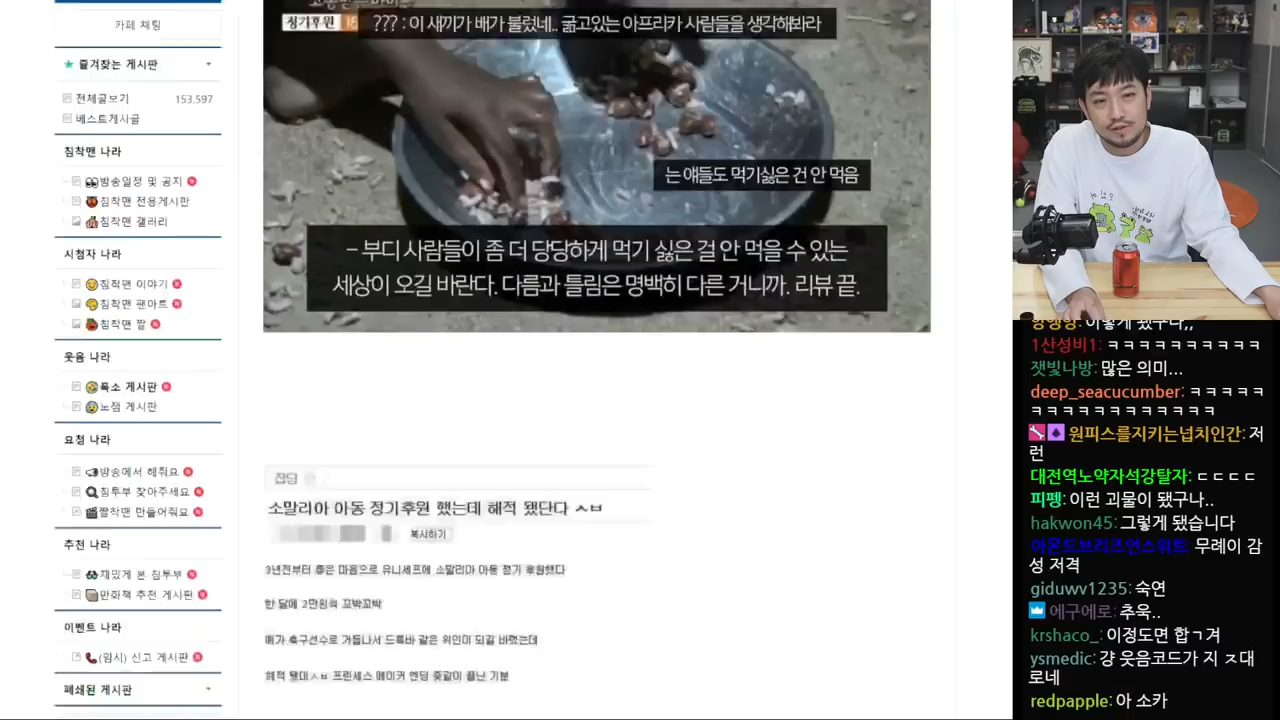 카페 채팅
즐겨찾는 게시판
전체글보기 153,597
베스트게시글
침착맨 나라
방송일정 및 공지
침착맨 전용게시판
침착맨 갤러리
시청자 나라
침착맨 이야기
침착맨 팬아트
침착맨 짤
웃음 나라
폭소 게시판
노잼 게시판
요청 나라
방송에서 해줘요
침투부 찾아주세요
짤착맨 만들어줘요
추천 나라
재밌게 본 침투부
만화책 추천 게시판
이벤트 나라
(임시) 신고 게시판
폐쇄된 게시판
정기후원
??? : 이 새끼가 배가 불렀네.. 굶고있는 아프리카 사람들을 생각해봐라
는 얘들도 먹기싫은 건 안 먹음
– 부디 사람들이 좀 더 당당하게 먹기 싫은 걸 안 먹을 수 있는
세상이 오길 바란다. 다름과 틀림은 명백히 다른 거니까. 리뷰 끝.
잡담
소말리아 아동 정기후원 했는데 해적 됐단다 ㅅㅂ
복사하기
3년전부터 좋은 마음으로 유니세프에 소말리아 아동 정기 후원했다
한 달에 2만원씩 꼬박꼬박
얘가 축구선수로 거듭나서 드록바 같은 위인이 되길 바랬는데
해적 됐대ㅅㅂ 프린세스 메이커 엔딩 좆같이 끝난 기분
이렇게 됐구나,,
1산성비1: ㅋㅋㅋㅋㅋㅋㅋㅋㅋㅋ
잿빛나방: 많은 의미...
deep_seacucumber: ㅋㅋㅋㅋㅋ
ㅋㅋㅋㅋㅋㅋㅋㅋㅋㅋㅋㅋ
원피스를지키는넙치인간: 저
런
대전역노약자석강탈자: ㄷㄷㄷㄷ
피펭: 이런 괴물이 됐구나..
hakwon45: 그렇게 됐습니다
아몬드브리즈언스위트: 무례이 감
성 저격
giduwv1235: 숙연
에구에로: 추욱..
krshaco_: 이정도면 합ㄱ겨
ysmedic: 걍 웃음코드가 지 ㅈ대
로네
redpapple: 아 소카